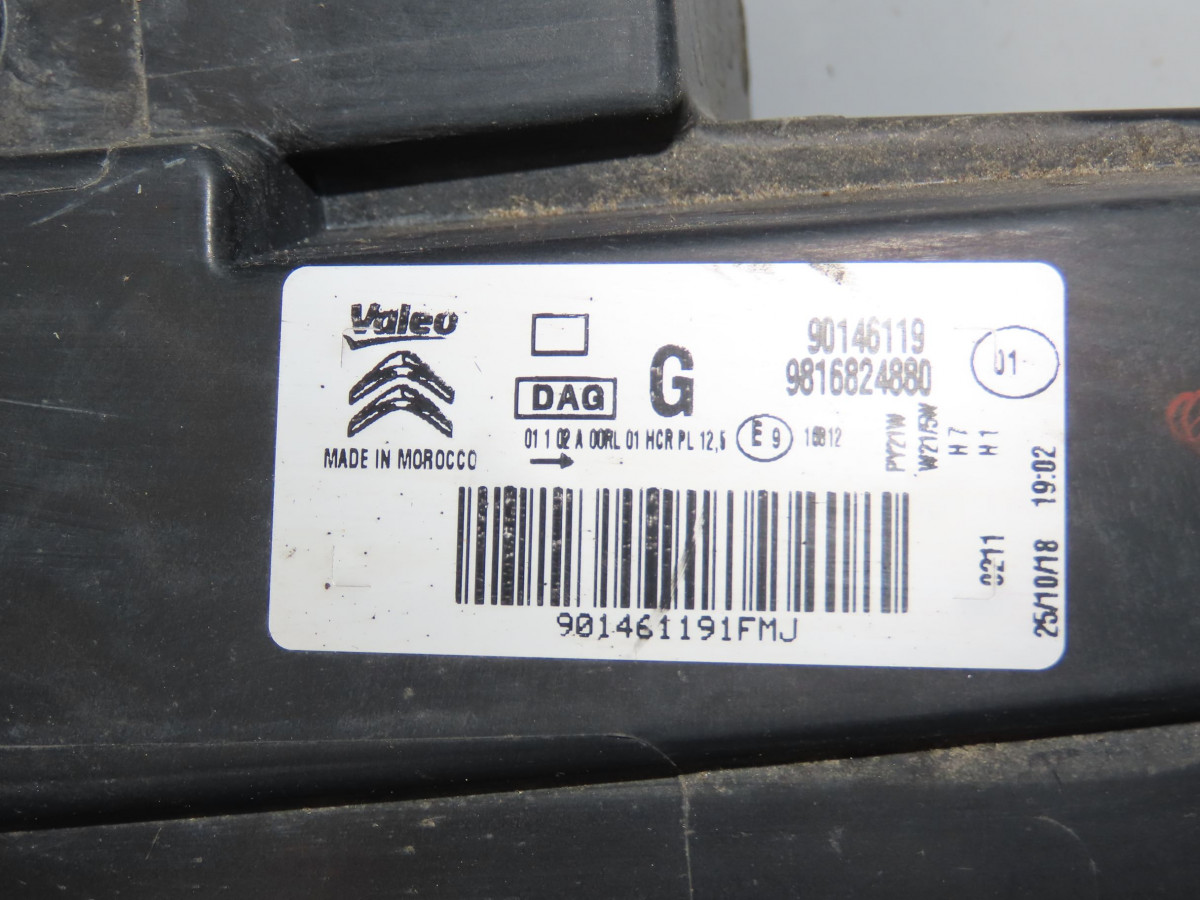 Valeo
MADE IN MOROCCO
DAG
G
90146119
9816824880
01
01 1 02 A 00RL 01 HCR PL 12,5
E 9
PY21W
W21/5W
H7
H1
0211
25/10/18 19:02
901461191FMJ